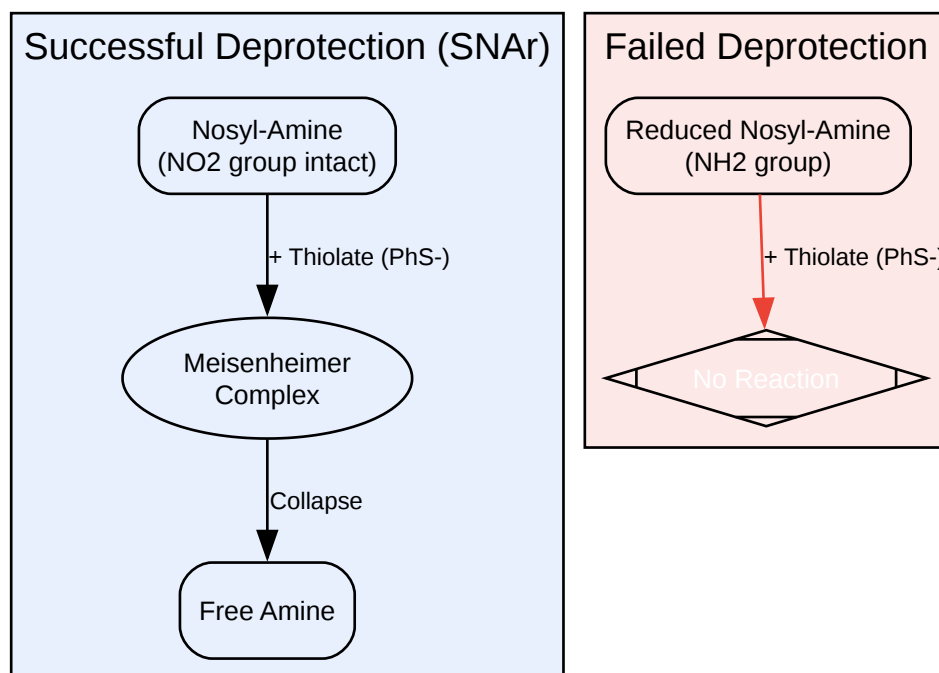 Successful Deprotection (SNAr)
Nosyl-Amine
(NO2 group intact)
+ Thiolate (PhS-)
Meisenheimer
Complex
Collapse
Free Amine
Failed Deprotection
Reduced Nosyl-Amine
(NH2 group)
+ Thiolate (PhS-)
No Reaction